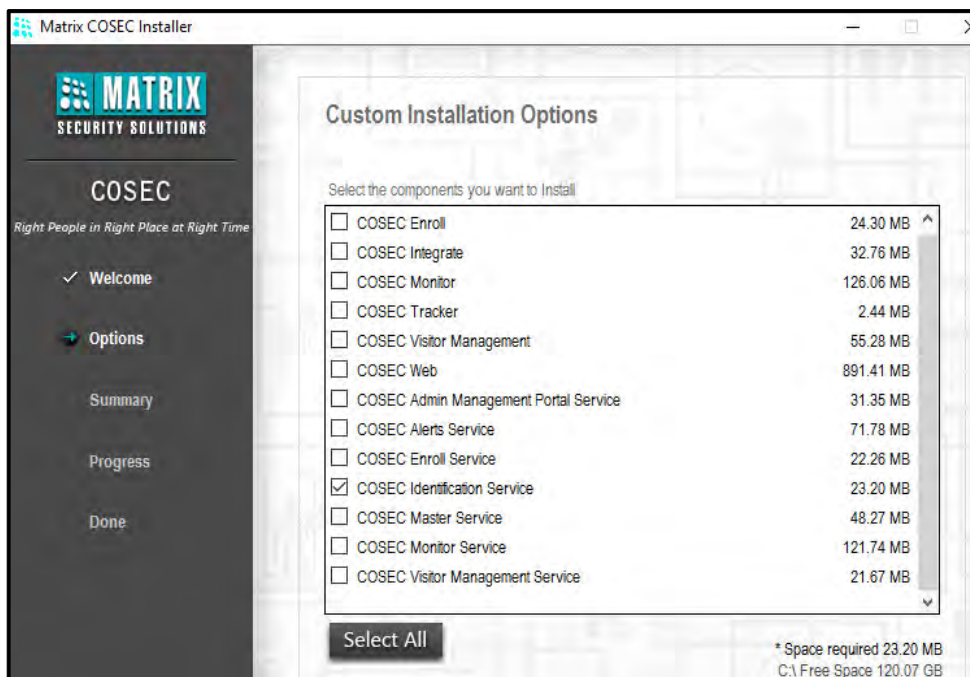 Matrix COSEC Installer
MATRIX
SECURITY SOLUTIONS
COSEC
Right People in Right Place at Right Time
Welcome
Options
Summary
Progress
Done
Custom Installation Options
Select the components you want to Install
COSEC Enroll 24.30 MB
COSEC Integrate 32.76 MB
COSEC Monitor 126.06 MB
COSEC Tracker 2.44 MB
COSEC Visitor Management 55.28 MB
COSEC Web 891.41 MB
COSEC Admin Management Portal Service 31.35 MB
COSEC Alerts Service 71.78 MB
COSEC Enroll Service 22.26 MB
COSEC Identification Service 23.20 MB
COSEC Master Service 48.27 MB
COSEC Monitor Service 121.74 MB
COSEC Visitor Management Service 21.67 MB
Select All
* Space required 23.20 MB
C:\ Free Space 120.07 GB